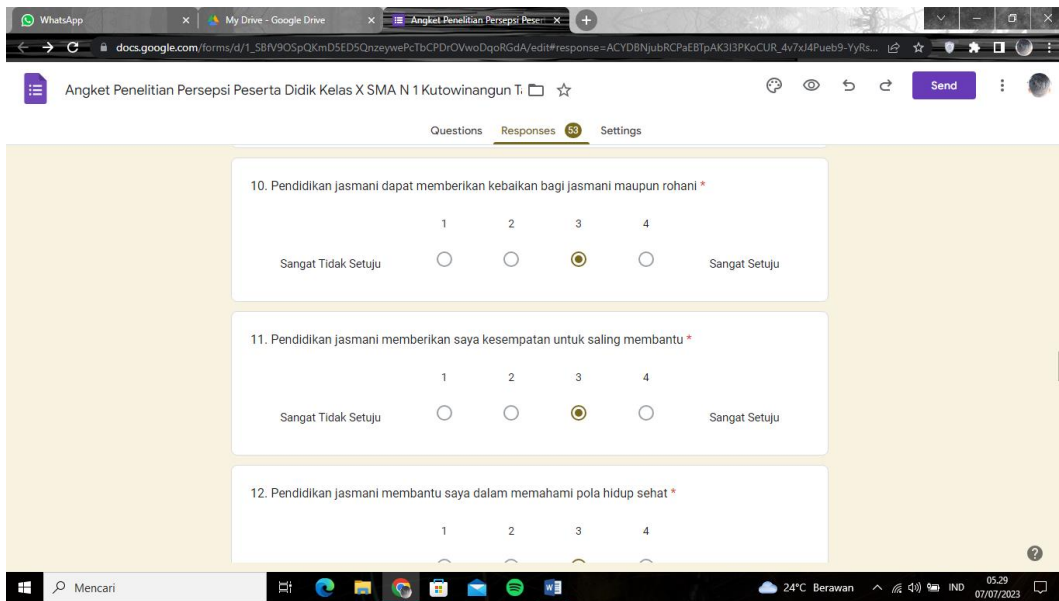 WhatsApp
My Drive - Google Drive
Angket Penelitian Persepsi Peser
docs.google.com/forms/d/1_SBfV9OSpQKmD5ED5QnzeywePcTbCPDrOVwoDqoRGdA/edit#response=ACYDBNjubRCPaEBTpAK3I3PKoCUR_4v7xJ4Pueb9-YyRs...
Angket Penelitian Persepsi Peserta Didik Kelas X SMA N 1 Kutowinangun T
Send
Questions Responses 53 Settings
10. Pendidikan jasmani dapat memberikan kebaikan bagi jasmani maupun rohani *
1 2 3 4
Sangat Tidak Setuju Sangat Setuju
11. Pendidikan jasmani memberikan saya kesempatan untuk saling membantu *
1 2 3 4
Sangat Tidak Setuju Sangat Setuju
12. Pendidikan jasmani membantu saya dalam memahami pola hidup sehat *
1 2 3 4
Mencari
24°C Berawan
IND
05.29
07/07/2023